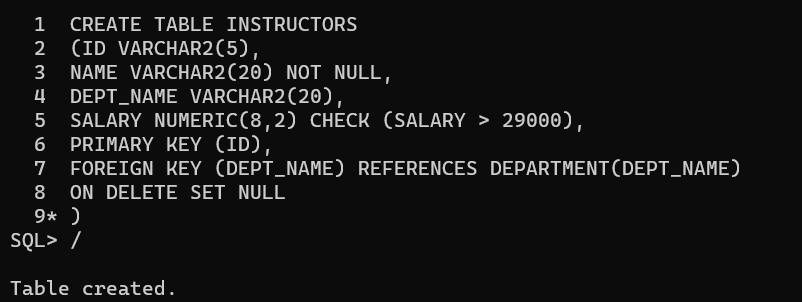 1 CREATE TABLE INSTRUCTORS
2 (ID VARCHAR2(5),
3 NAME VARCHAR2(20) NOT NULL,
4 DEPT_NAME VARCHAR2(20),
5 SALARY NUMERIC(8,2) CHECK (SALARY > 29000),
6 PRIMARY KEY (ID),
7 FOREIGN KEY (DEPT_NAME) REFERENCES DEPARTMENT(DEPT_NAME)
8 ON DELETE SET NULL
9* )
SQL> /
Table created.